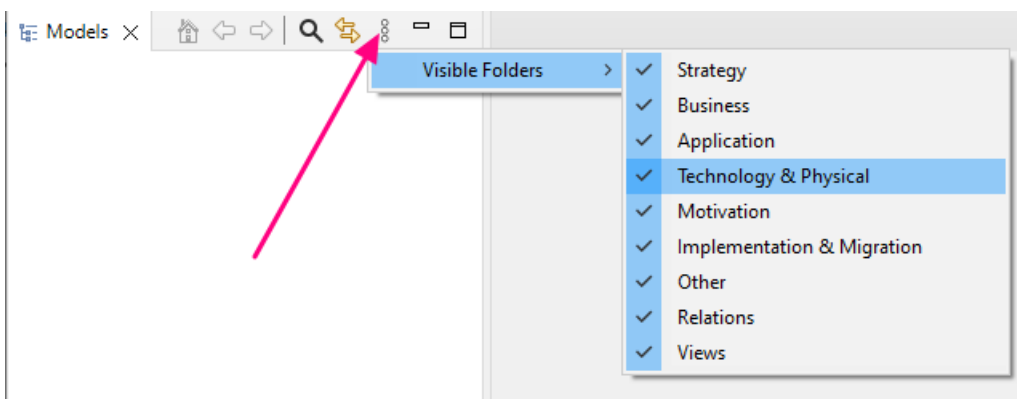 Models
Visible Folders
Strategy
Business
Application
Technology & Physical
Motivation
Implementation & Migration
Other
Relations
Views